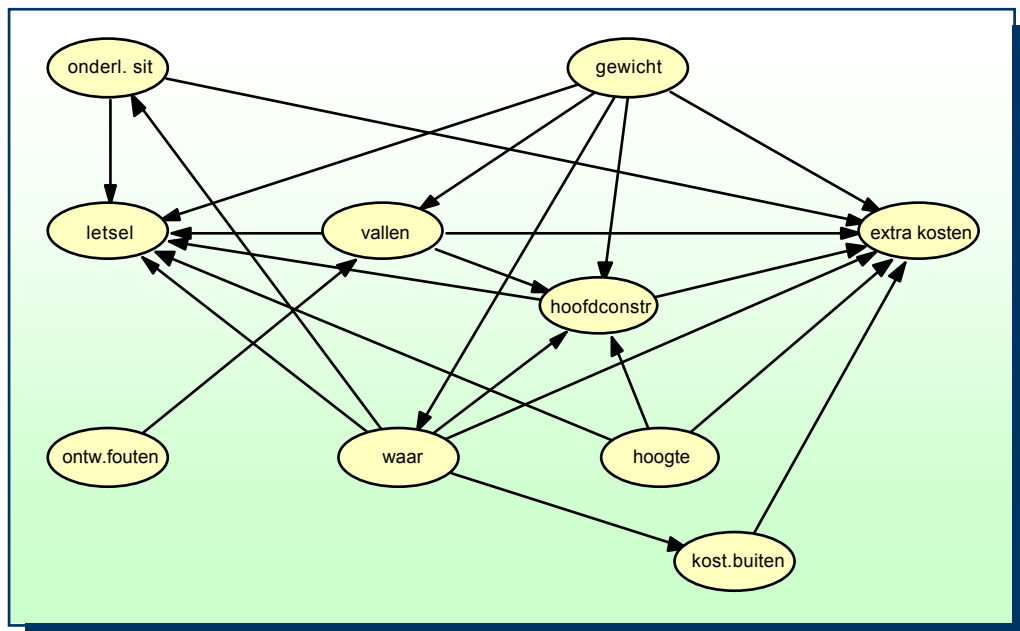 onderl. sit
gewicht
letsel
vallen
extra kosten
hoofdconstr
ontw.fouten
waar
hoogte
kost.buiten